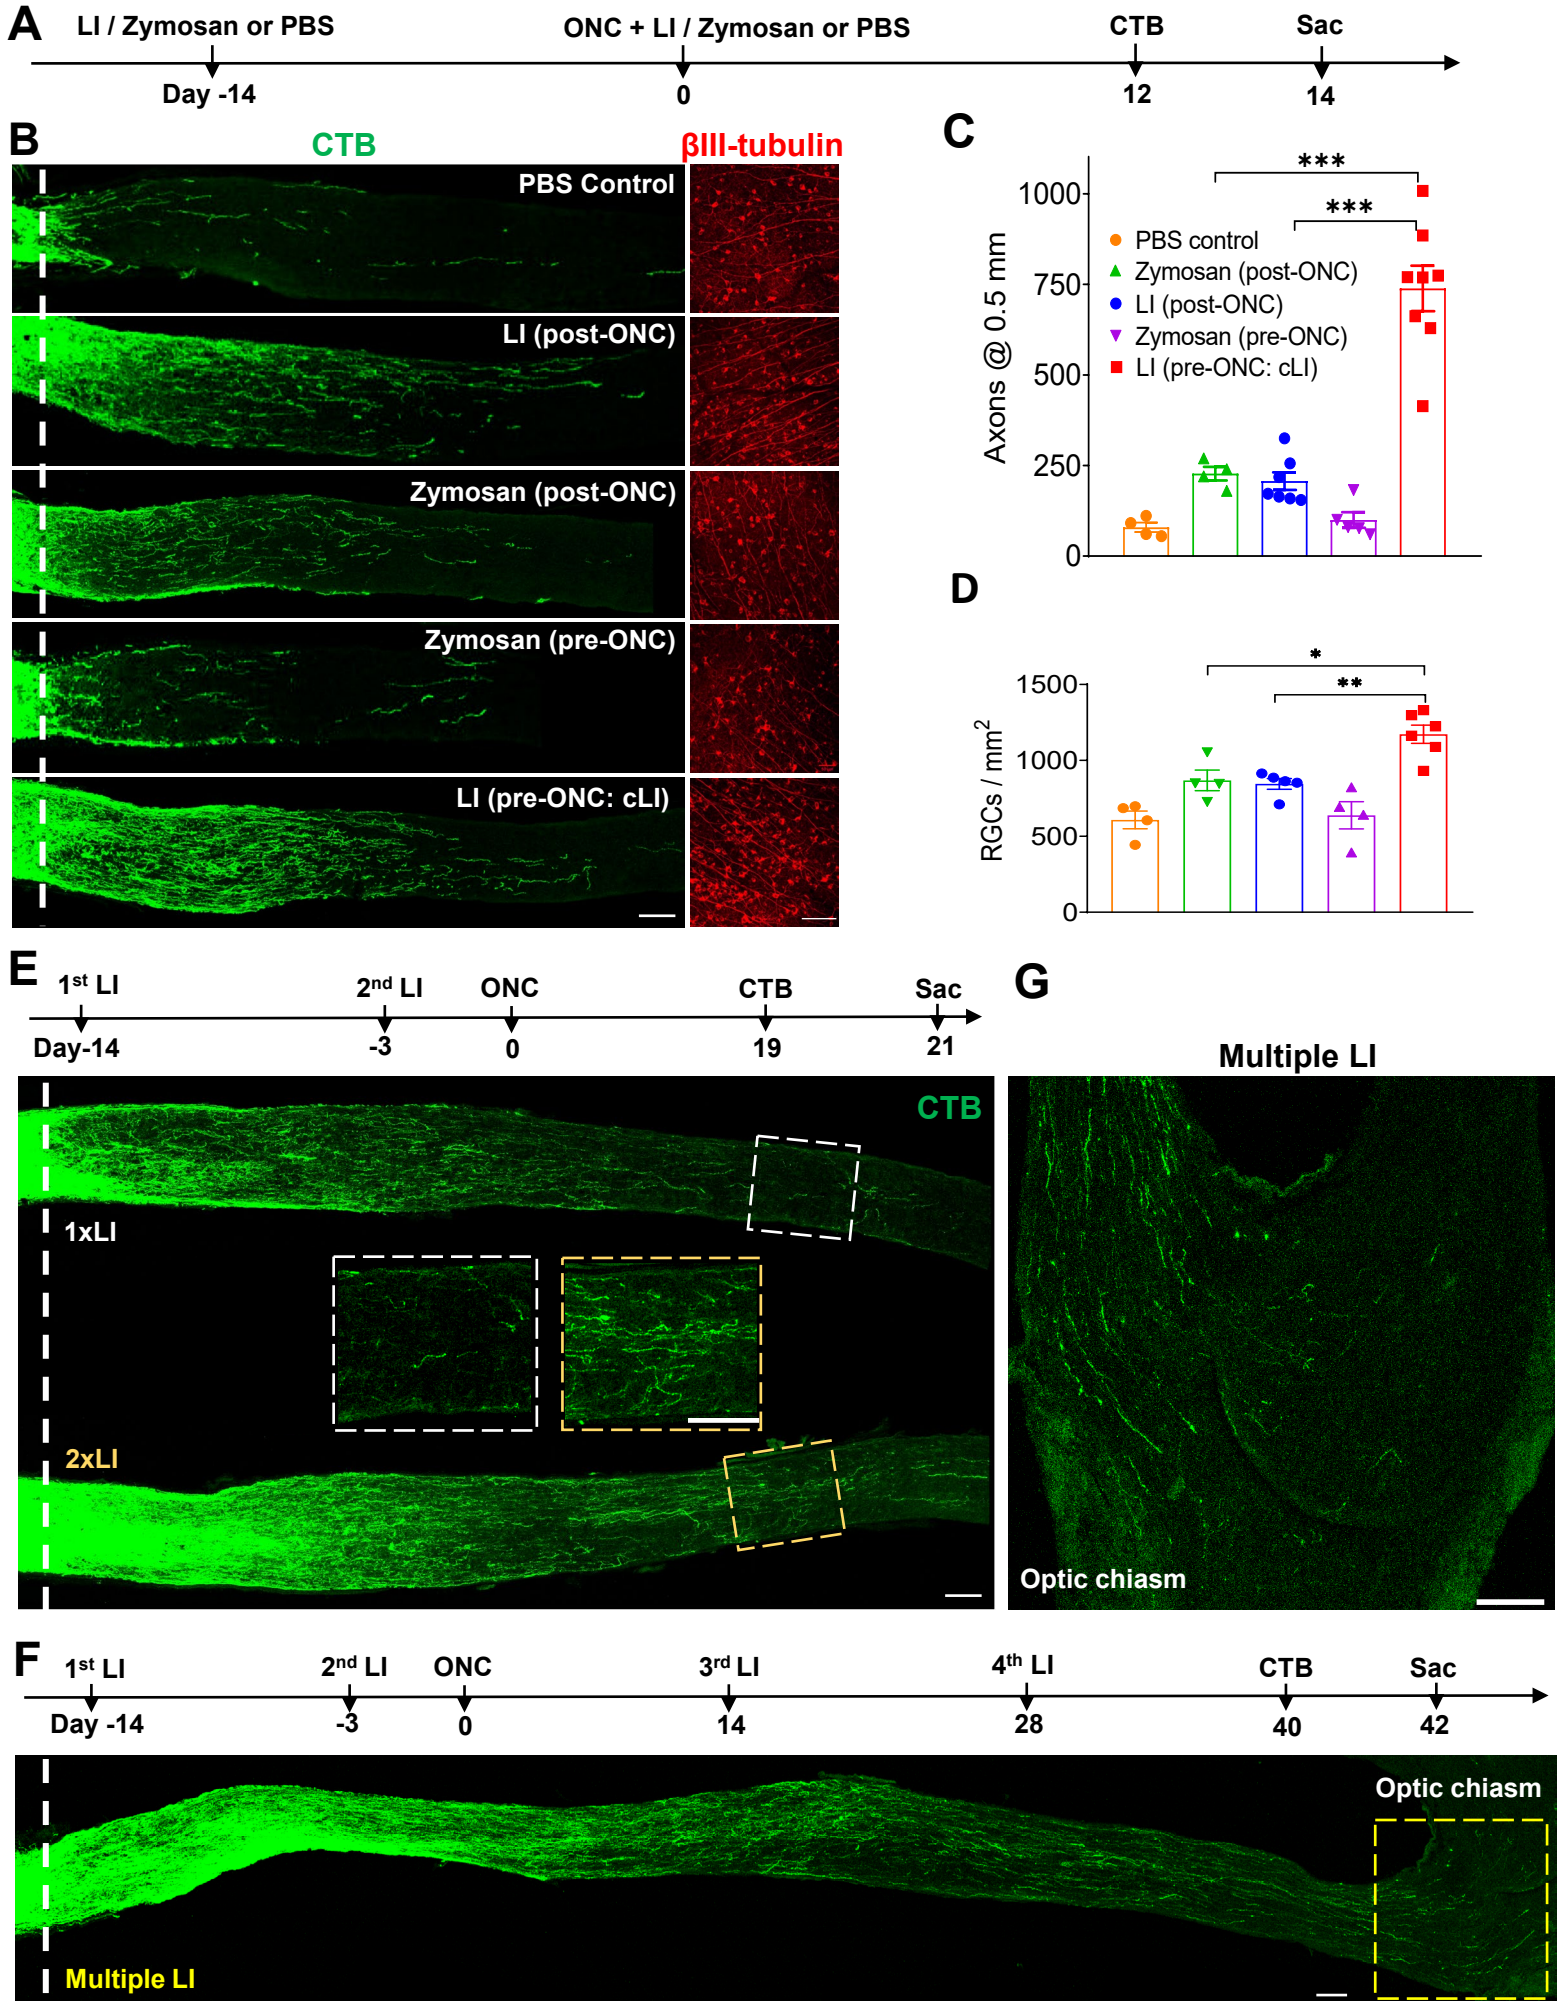 A
LI / Zymosan or PBS
ONC + LI / Zymosan or PBS
CTB
Sac
Day -14
0
12
14
B
CTB
βIII-tubulin
PBS Control
LI (post-ONC)
Zymosan (post-ONC)
Zymosan (pre-ONC)
LI (pre-ONC: cLI)
C
Axons @ 0.5 mm
1000
750
500
250
0
***
***
PBS control
Zymosan (post-ONC)
LI (post-ONC)
Zymosan (pre-ONC)
LI (pre-ONC: cLI)
D
RGCs / mm²
1500
1000
500
0
*
**
E
1st LI
2nd LI
ONC
CTB
Sac
Day-14
-3
0
19
21
CTB
1xLI
2xLI
G
Multiple LI
Optic chiasm
F
1st LI
2nd LI
ONC
3rd LI
4th LI
CTB
Sac
Day -14
-3
0
14
28
40
42
Optic chiasm
Multiple LI